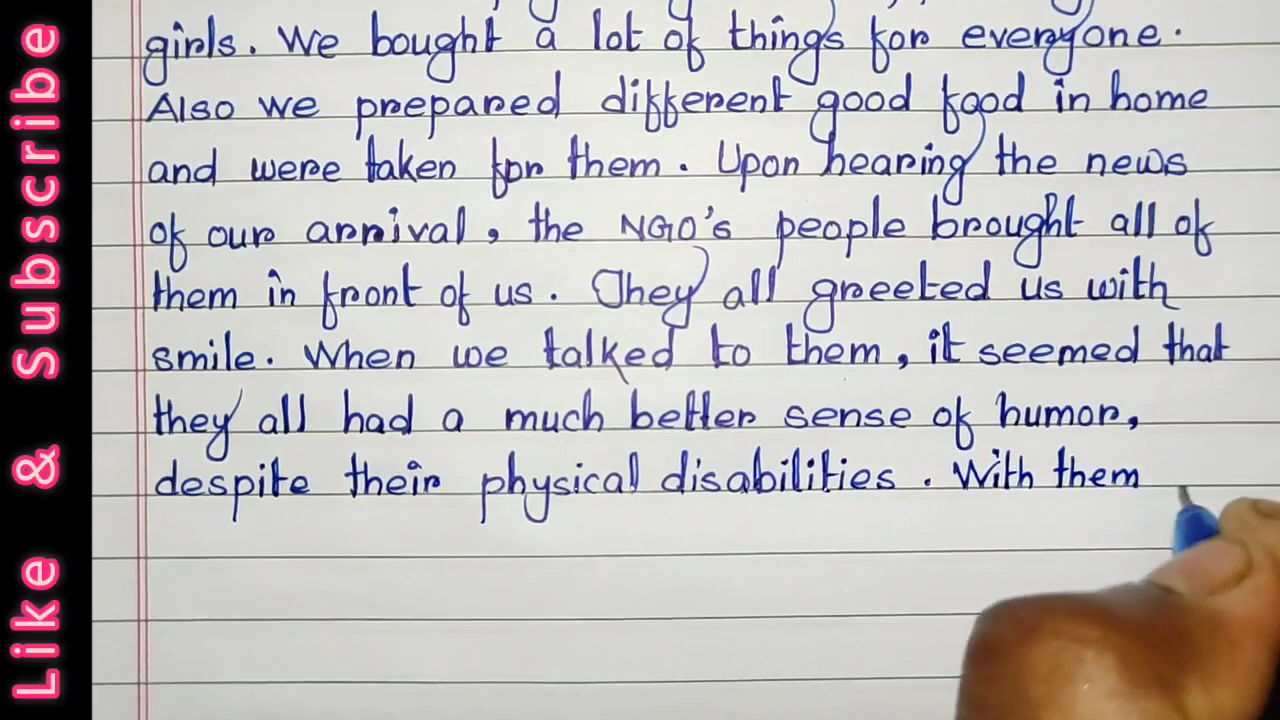 Like & Subscribe
girls. We bought a lot of things for everyone.
Also we prepared different good food in home
and were taken for them. Upon hearing the news
of our arrival, the NGO's people brought all of
them in front of us. They all greeted us with
smile. When we talked to them, it seemed that
they all had a much better sense of humor,
despite their physical disabilities. With them